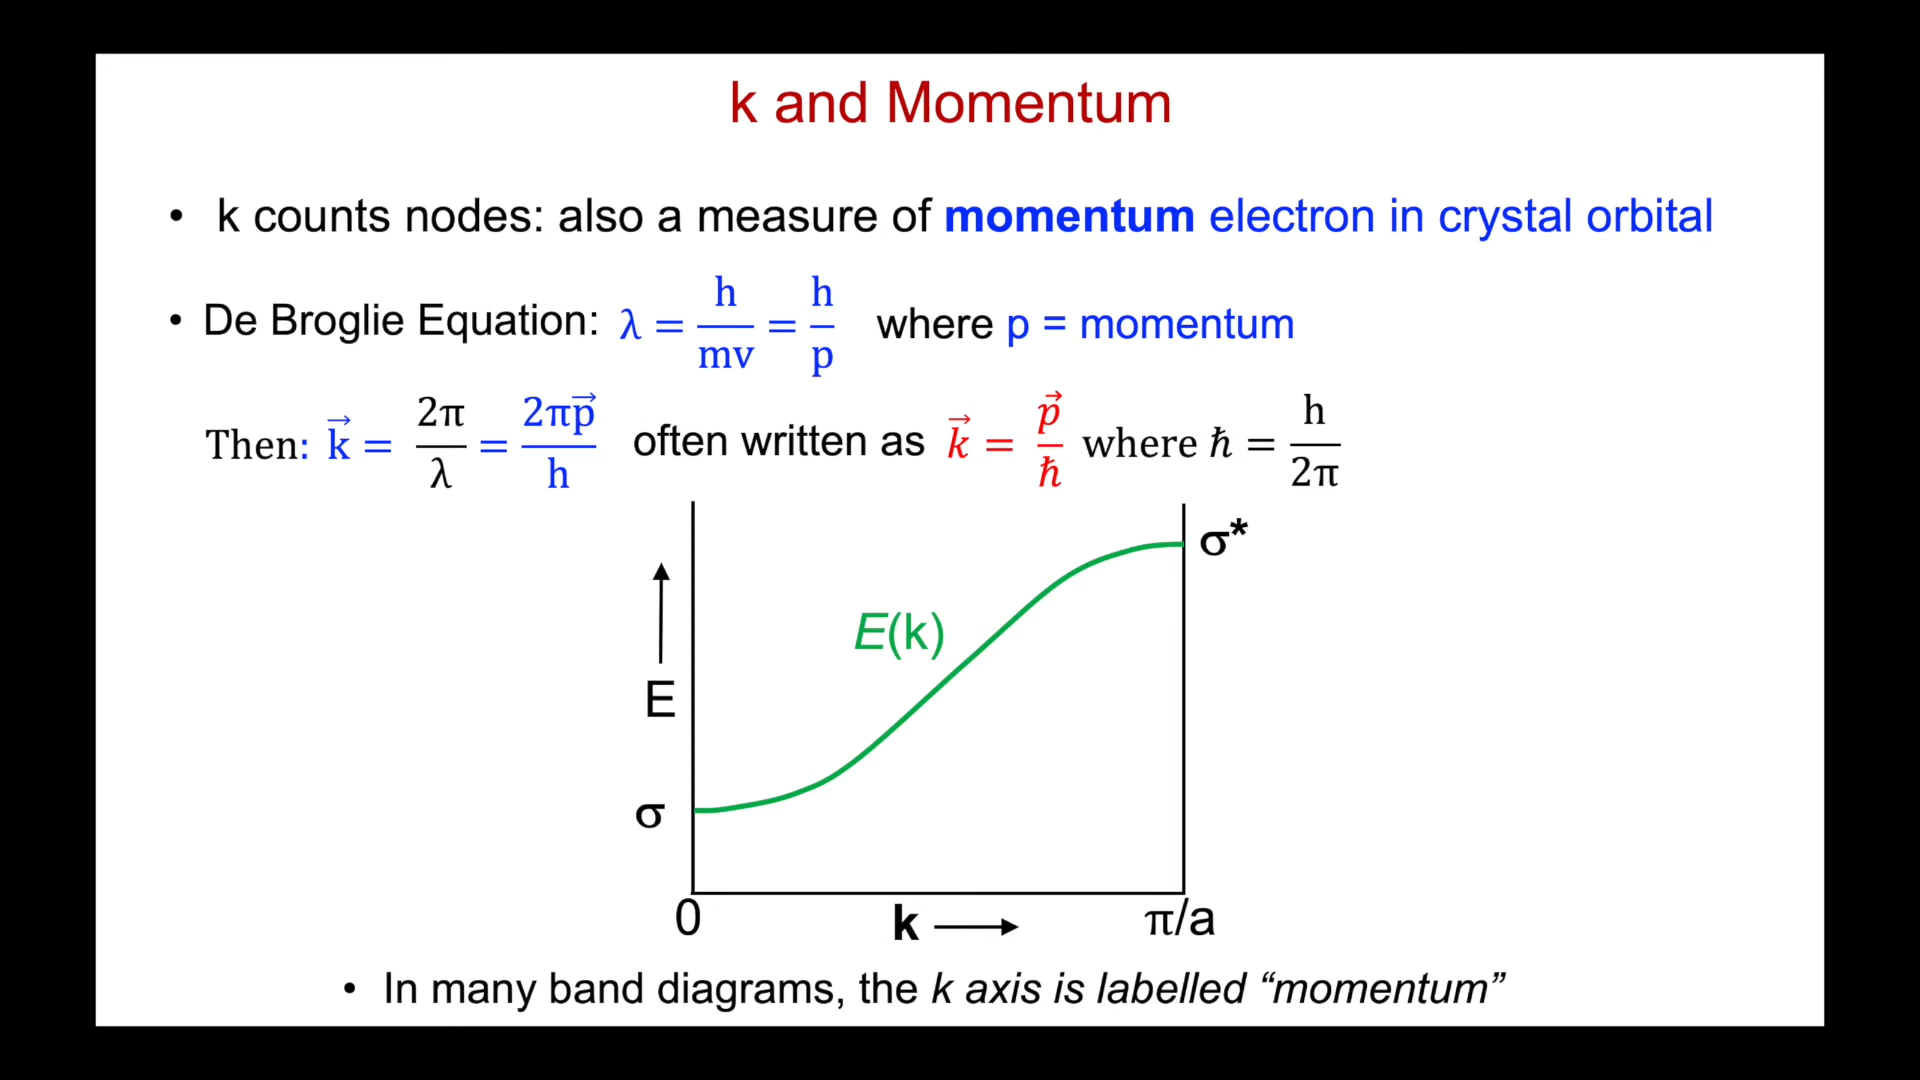 k and Momentum
• k counts nodes: also a measure of momentum electron in crystal orbital
• De Broglie Equation: λ = h/mv = h/p where p = momentum
Then: k⃗ = 2π/λ = 2πp⃗/h often written as k⃗ = p⃗/ħ where ħ = h/2π
σ*
E(k)
E
σ
0 k π/a
• In many band diagrams, the k axis is labelled “momentum”